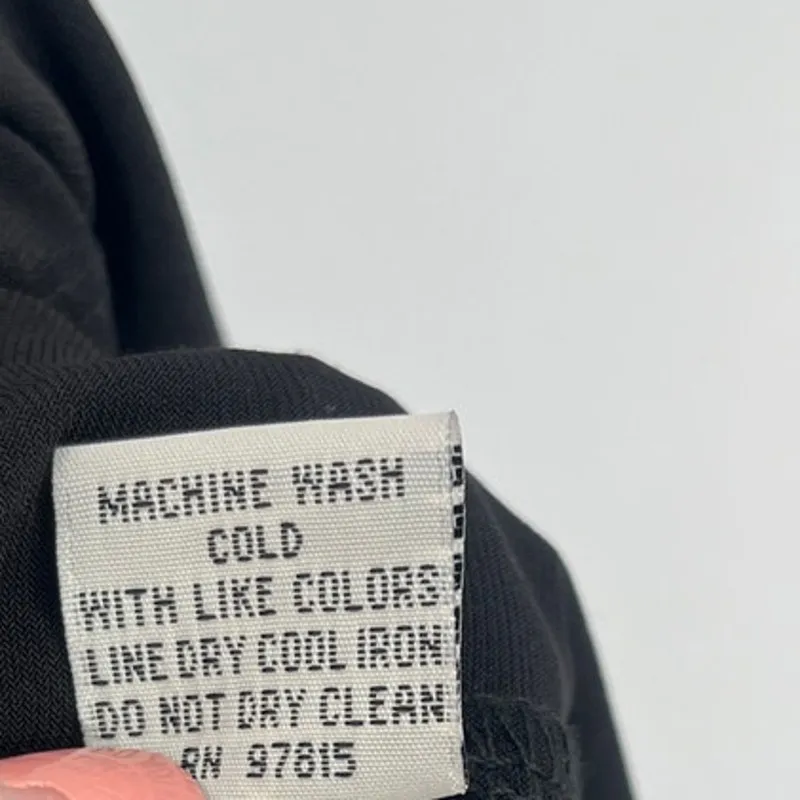 MACHINE WASH
COLD
WITH LIKE COLORS
LINE DRY COOL IRON
DO NOT DRY CLEAN
RN 97815